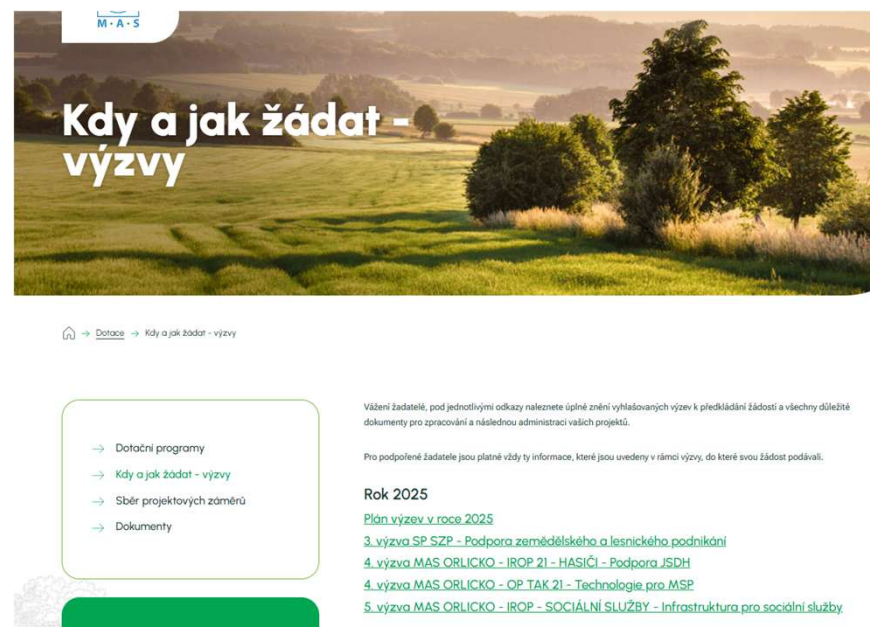 M·A·S
Kdy a jak žádat -
výzvy
Dotace
Kdy a jak žádat - výzvy
Dotační programy
Kdy a jak žádat - výzvy
Sběr projektových záměrů
Dokumenty
Vážení žadatelé, pod jednotlivými odkazy naleznete úplné znění vyhlašovaných výzev k předkládání žádostí a všechny důležité
dokumenty pro zpracování a následnou administraci vašich projektů.
Pro podpořené žadatele jsou platné vždy ty informace, které jsou uvedeny v rámci výzvy, do které svou žádost podávali.
Rok 2025
Plán výzev v roce 2025
3. výzva SP SZP - Podpora zemědělského a lesnického podnikání
4. výzva MAS ORLICKO - IROP 21 - HASIČI - Podpora JSDH
4. výzva MAS ORLICKO - OP TAK 21 - Technologie pro MSP
5. výzva MAS ORLICKO - IROP - SOCIÁLNÍ SLUŽBY - Infrastruktura pro sociální služby